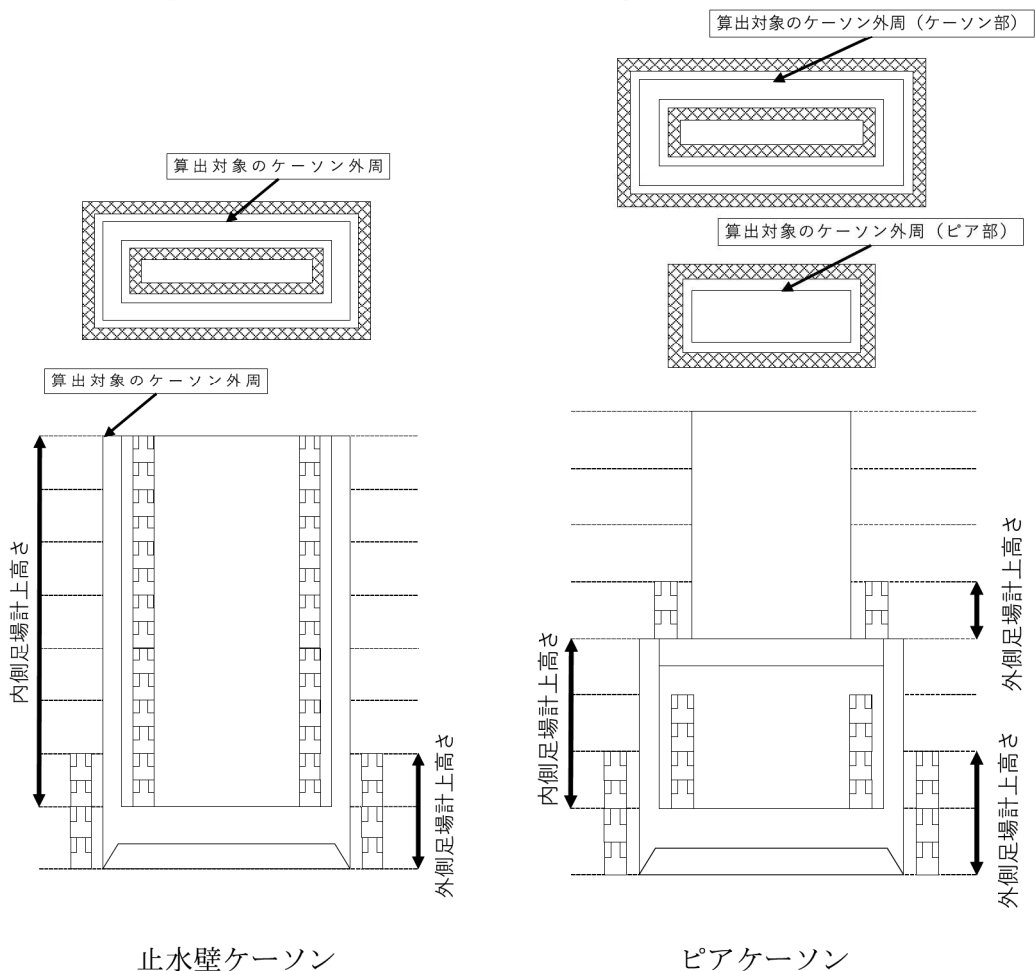 算出対象のケーソン外周（ケーソン部）
算出対象のケーソン外周
算出対象のケーソン外周（ピア部）
算出対象のケーソン外周
内側足場計上高さ
外側足場計上高さ
内側足場計上高さ
外側足場計上高さ
外側足場計上高さ
止水壁ケーソン
ピアケーソン